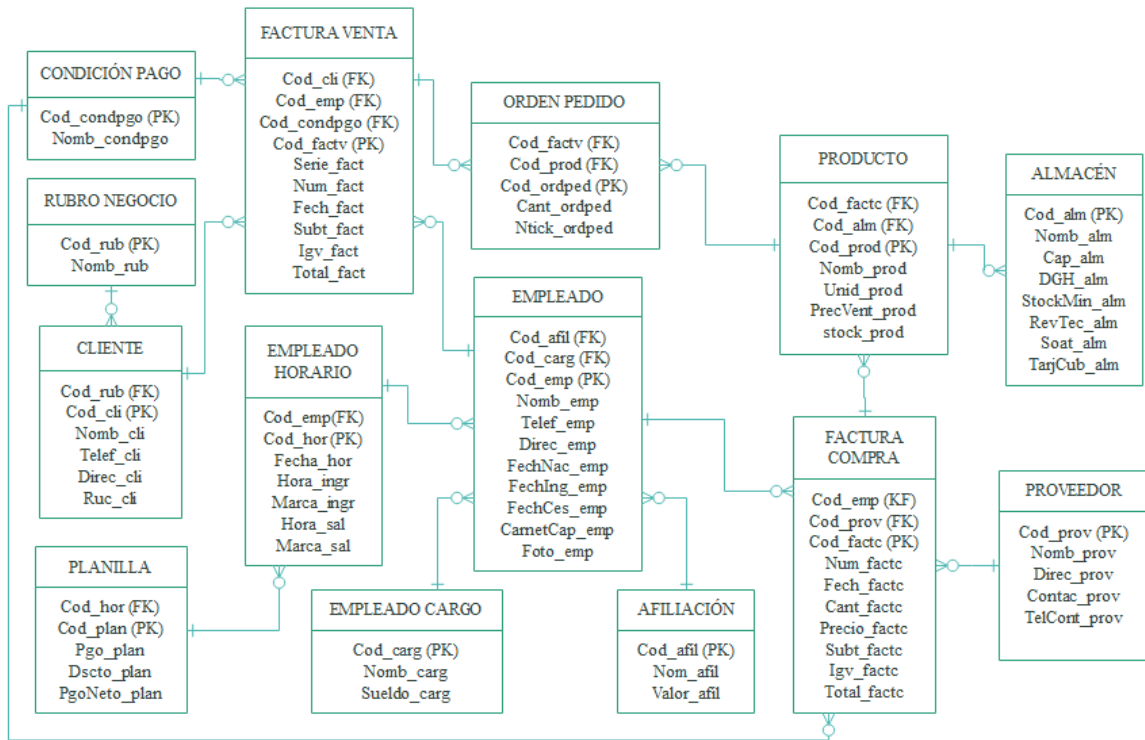 CONDICIÓN PAGO
Cod_condpgo (PK)
Nomb_condpgo
RUBRO NEGOCIO
Cod_rub (PK)
Nomb_rub
CLIENTE
Cod_rub (FK)
Cod_cli (PK)
Nomb_cli
Telef_cli
Direc_cli
Ruc_cli
PLANILLA
Cod_hor (FK)
Cod_plan (PK)
Pgo_plan
Dscto_plan
PgoNeto_plan
FACTURA VENTA
Cod_cli (FK)
Cod_emp (FK)
Cod_condpgo (FK)
Cod_factv (PK)
Serie_fact
Num_fact
Fech_fact
Subt_fact
Igv_fact
Total_fact
EMPLEADO
HORARIO
Cod_emp(FK)
Cod_hor(PK)
Fecha_hor
Hora_ingr
Marca_ingr
Hora_sal
Marca_sal
EMPLEADO CARGO
Cod_carg (PK)
Nomb_carg
Sueldo_carg
ORDEN PEDIDO
Cod_factv (FK)
Cod_prod (FK)
Cod_ordped (PK)
Cant_ordped
Ntick_ordped
EMPLEADO
Cod_afil (FK)
Cod_carg (FK)
Cod_emp (PK)
Nomb_emp
Telef_emp
Direc_emp
FechNac_emp
FechIng_emp
FechCes_emp
CarnetCap_emp
Foto_emp
AFILIACIÓN
Cod_afil (PK)
Nom_afil
Valor_afil
PRODUCTO
Cod_factc (FK)
Cod_alm (FK)
Cod_prod (PK)
Nomb_prod
Unid_prod
PrecVent_prod
stock_prod
FACTURA
COMPRA
Cod_emp (KF)
Cod_prov (FK)
Cod_factc (PK)
Num_factc
Fech_factc
Cant_factc
Precio_factc
Subt_factc
Igv_factc
Total_factc
ALMACÉN
Cod_alm (PK)
Nomb_alm
Cap_alm
DGH_alm
StockMin_alm
RevTec_alm
Soat_alm
TarjCub_alm
PROVEEDOR
Cod_prov (PK)
Nomb_prov
Direc_prov
Contac_prov
TelCont_prov